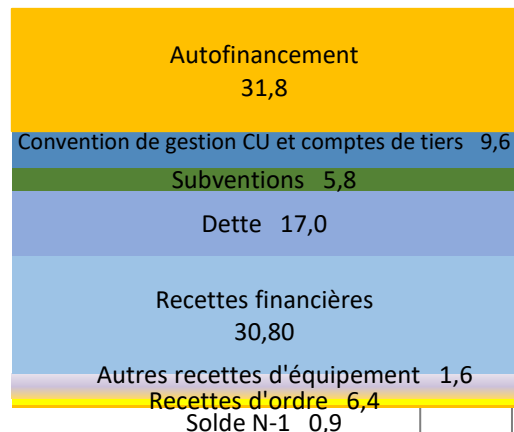 Autofinancement
31,8
Convention de gestion CU et comptes de tiers 9,6
Subventions 5,8
Dette 17,0
Recettes financières
30,80
Autres recettes d'équipement 1,6
Recettes d'ordre 6,4
Solde N-1 0,9